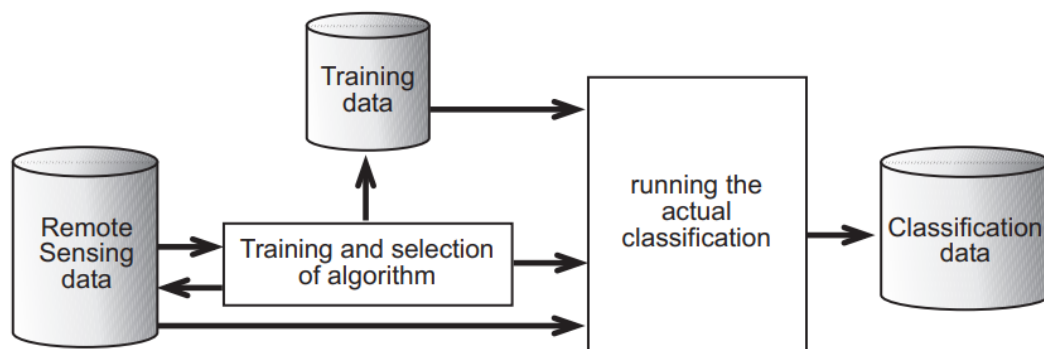 Training
data
Remote
Sensing
data
Training and selection
of algorithm
running the
actual
classification
Classification
data